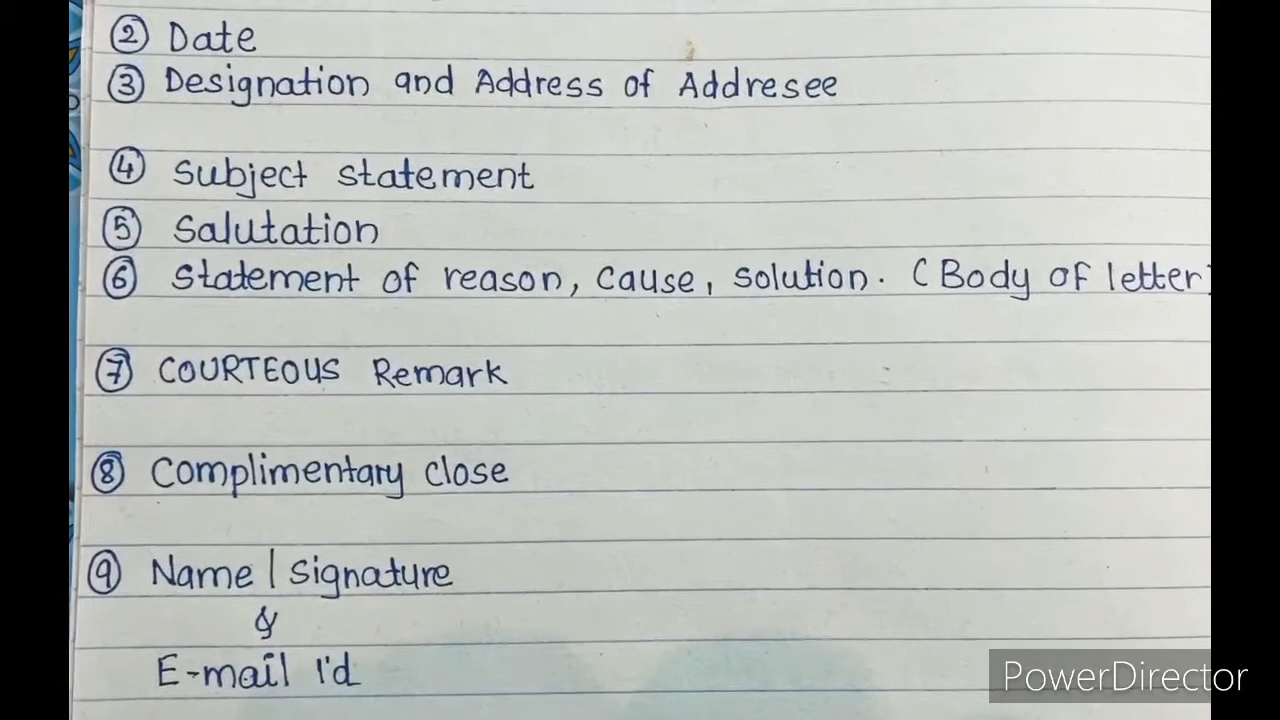 ② Date
③ Designation and Address of Addresee
④ Subject statement
⑤ Salutation
⑥ Statement of reason, cause, solution. (Body of letter)
⑦ COURTEOUS Remark
⑧ Complimentary close
⑨ Name / Signature
&
E-mail I'd
PowerDirector